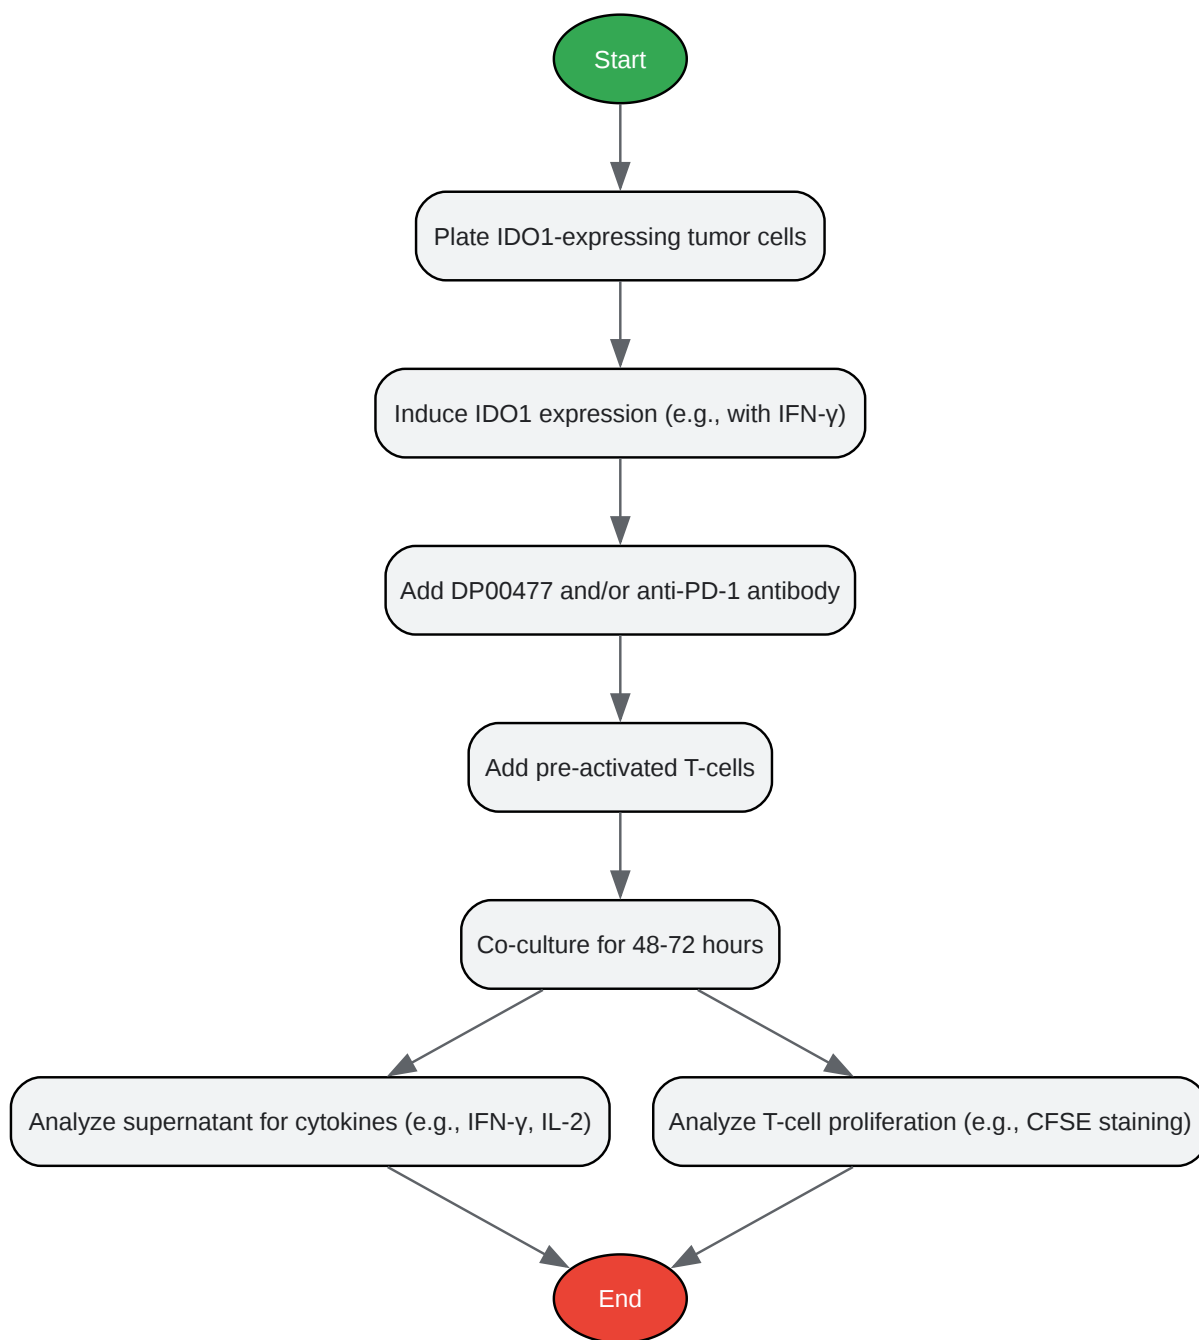 Start
Plate IDO1-expressing tumor cells
Induce IDO1 expression (e.g., with IFN-γ)
Add DP00477 and/or anti-PD-1 antibody
Add pre-activated T-cells
Co-culture for 48-72 hours
Analyze supernatant for cytokines (e.g., IFN-γ, IL-2)
Analyze T-cell proliferation (e.g., CFSE staining)
End